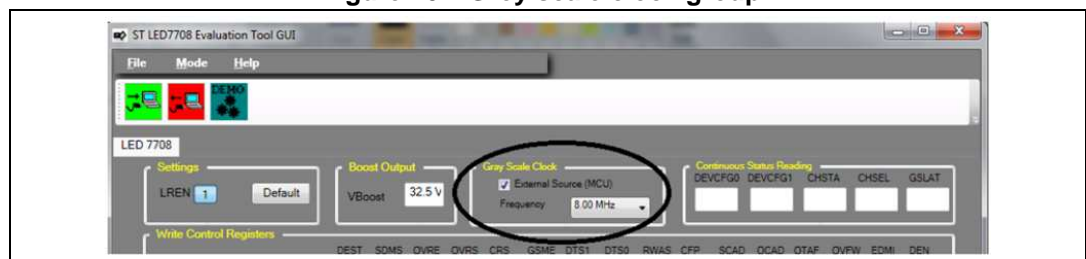 ST LED7708 Evaluation Tool GUI
File Mode Help
DEMO
LED 7708
Settings
LREN 1 Default
Boost Output
VBoost 32.5 V
Gray Scale Clock
External Source (MCU)
Frequency 8.00 MHz
Continuous Status Reading
DEVCFG0 DEVCFG1 CHSTA CHSEL GSLAT
Write Control Registers
DEST SDMS OVRE OVRS CRS GSME DTS1 DTS0 RWAS CFP SCAD OCAD OTAF OVFW EDMI DEN